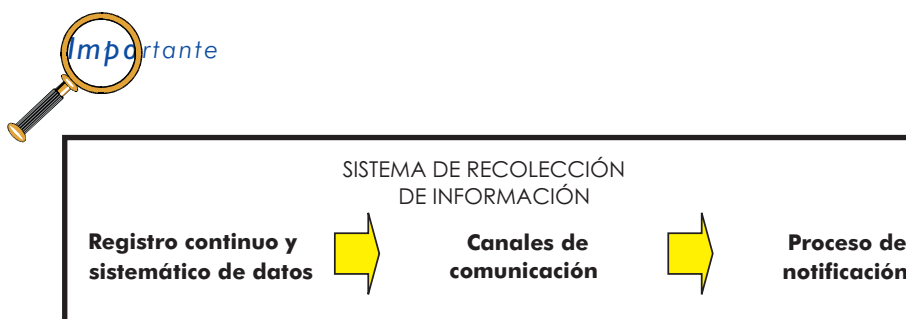 Importante
SISTEMA DE RECOLECCIÓN
DE INFORMACIÓN
Registro continuo y
sistemático de datos
Canales de
comunicación
Proceso de
notificación